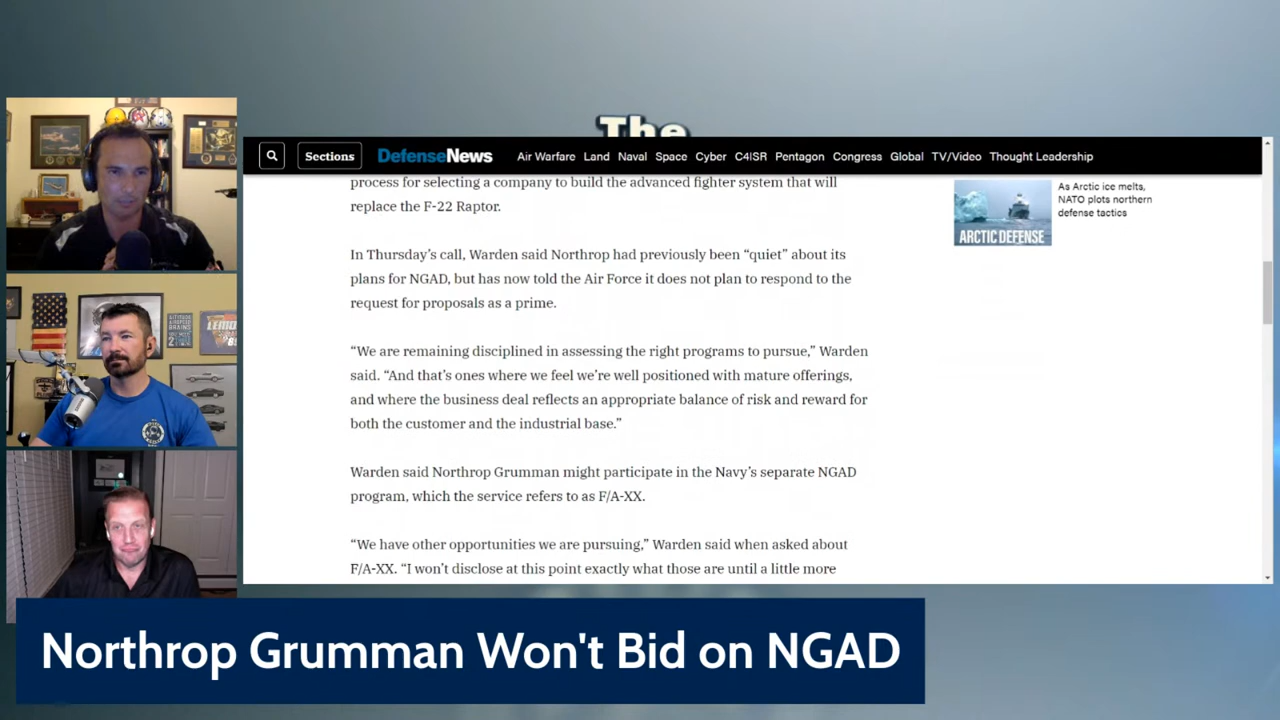 The
Sections
DefenseNews
Air Warfare Land Naval Space Cyber C4ISR Pentagon Congress Global TV/Video Thought Leadership
process for selecting a company to build the advanced fighter system that will
replace the F-22 Raptor.
In Thursday’s call, Warden said Northrop had previously been “quiet” about its
plans for NGAD, but has now told the Air Force it does not plan to respond to the
request for proposals as a prime.
“We are remaining disciplined in assessing the right programs to pursue,” Warden
said. “And that’s ones where we feel we’re well positioned with mature offerings,
and where the business deal reflects an appropriate balance of risk and reward for
both the customer and the industrial base.”
Warden said Northrop Grumman might participate in the Navy’s separate NGAD
program, which the service refers to as F/A-XX.
“We have other opportunities we are pursuing,” Warden said when asked about
F/A-XX. “I won’t disclose at this point exactly what those are until a little more
As Arctic ice melts,
NATO plots northern
defense tactics
ARCTIC DEFENSE
Northrop Grumman Won't Bid on NGAD